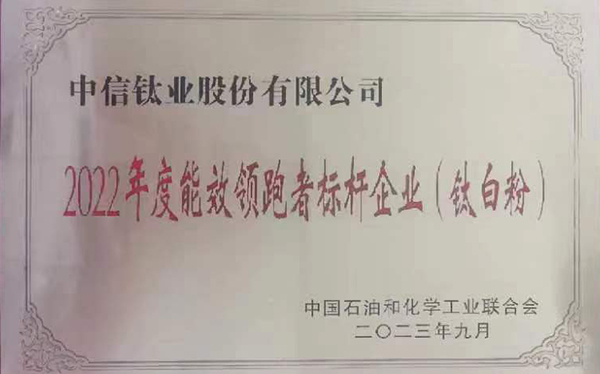 中信钛业股份有限公司
2022年度能效领跑者标杆企业（钛白粉）
中国石油和化学工业联合会
二〇二三年九月